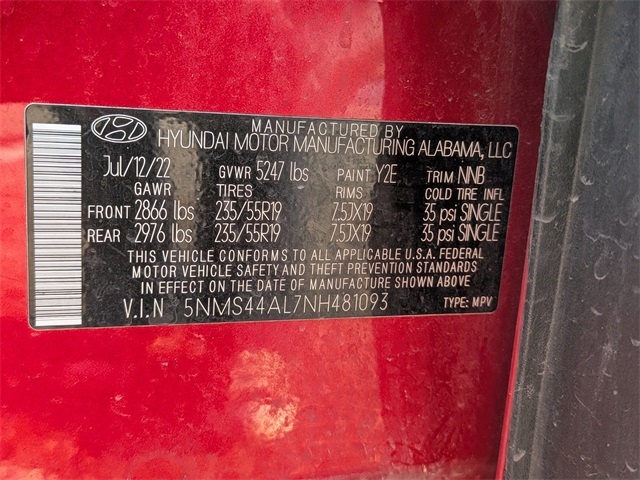 MANUFACTURED BY
HYUNDAI MOTOR MANUFACTURING ALABAMA, LLC
Jul/12/22 GVWR 5247 lbs PAINT Y2E TRIM NNB
GAWR TIRES RIMS COLD TIRE INFL
FRONT 2866 lbs 235/55R19 7.5JX19 35 psi SINGLE
REAR 2976 lbs 235/55R19 7.5JX19 35 psi SINGLE
THIS VEHICLE CONFORMS TO ALL APPLICABLE U.S.A. FEDERAL
MOTOR VEHICLE SAFETY AND THEFT PREVENTION STANDARDS
IN EFFECT ON THE DATE OF MANUFACTURE SHOWN ABOVE
V.I.N 5NMS44AL7NH481093 TYPE: MPV